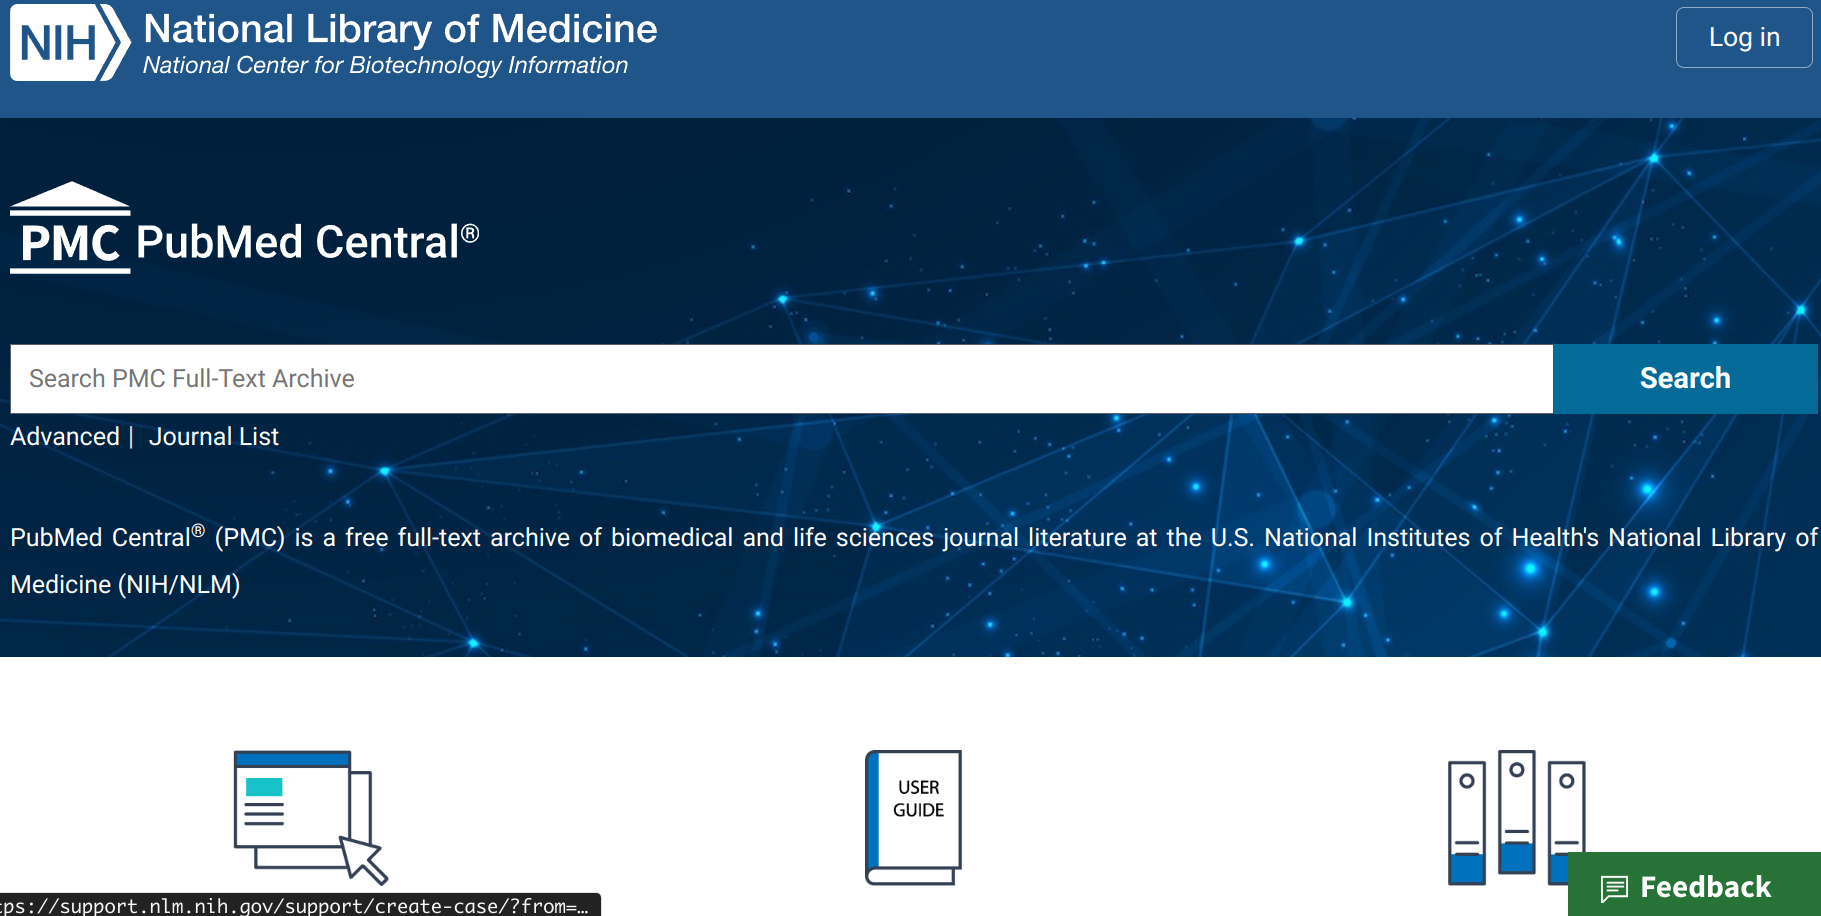 NIH
National Library of Medicine
National Center for Biotechnology Information
Log in
PMC PubMed Central®
Search PMC Full-Text Archive
Search
Advanced | Journal List
PubMed Central® (PMC) is a free full-text archive of biomedical and life sciences journal literature at the U.S. National Institutes of Health's National Library of
Medicine (NIH/NLM)
USER
GUIDE
Feedback
tps://support.nlm.nih.gov/support/create-case/?from=…